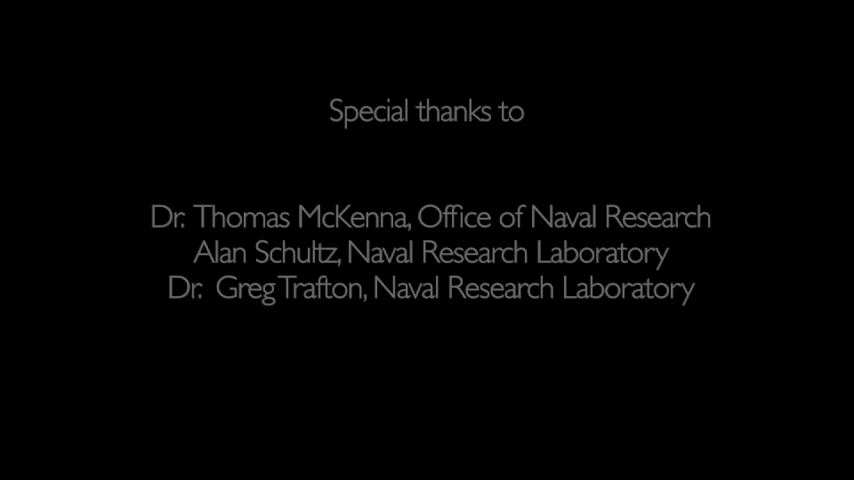 Special thanks to
Dr. Thomas McKenna, Office of Naval Research
Alan Schultz, Naval Research Laboratory
Dr. Greg Trafton, Naval Research Laboratory